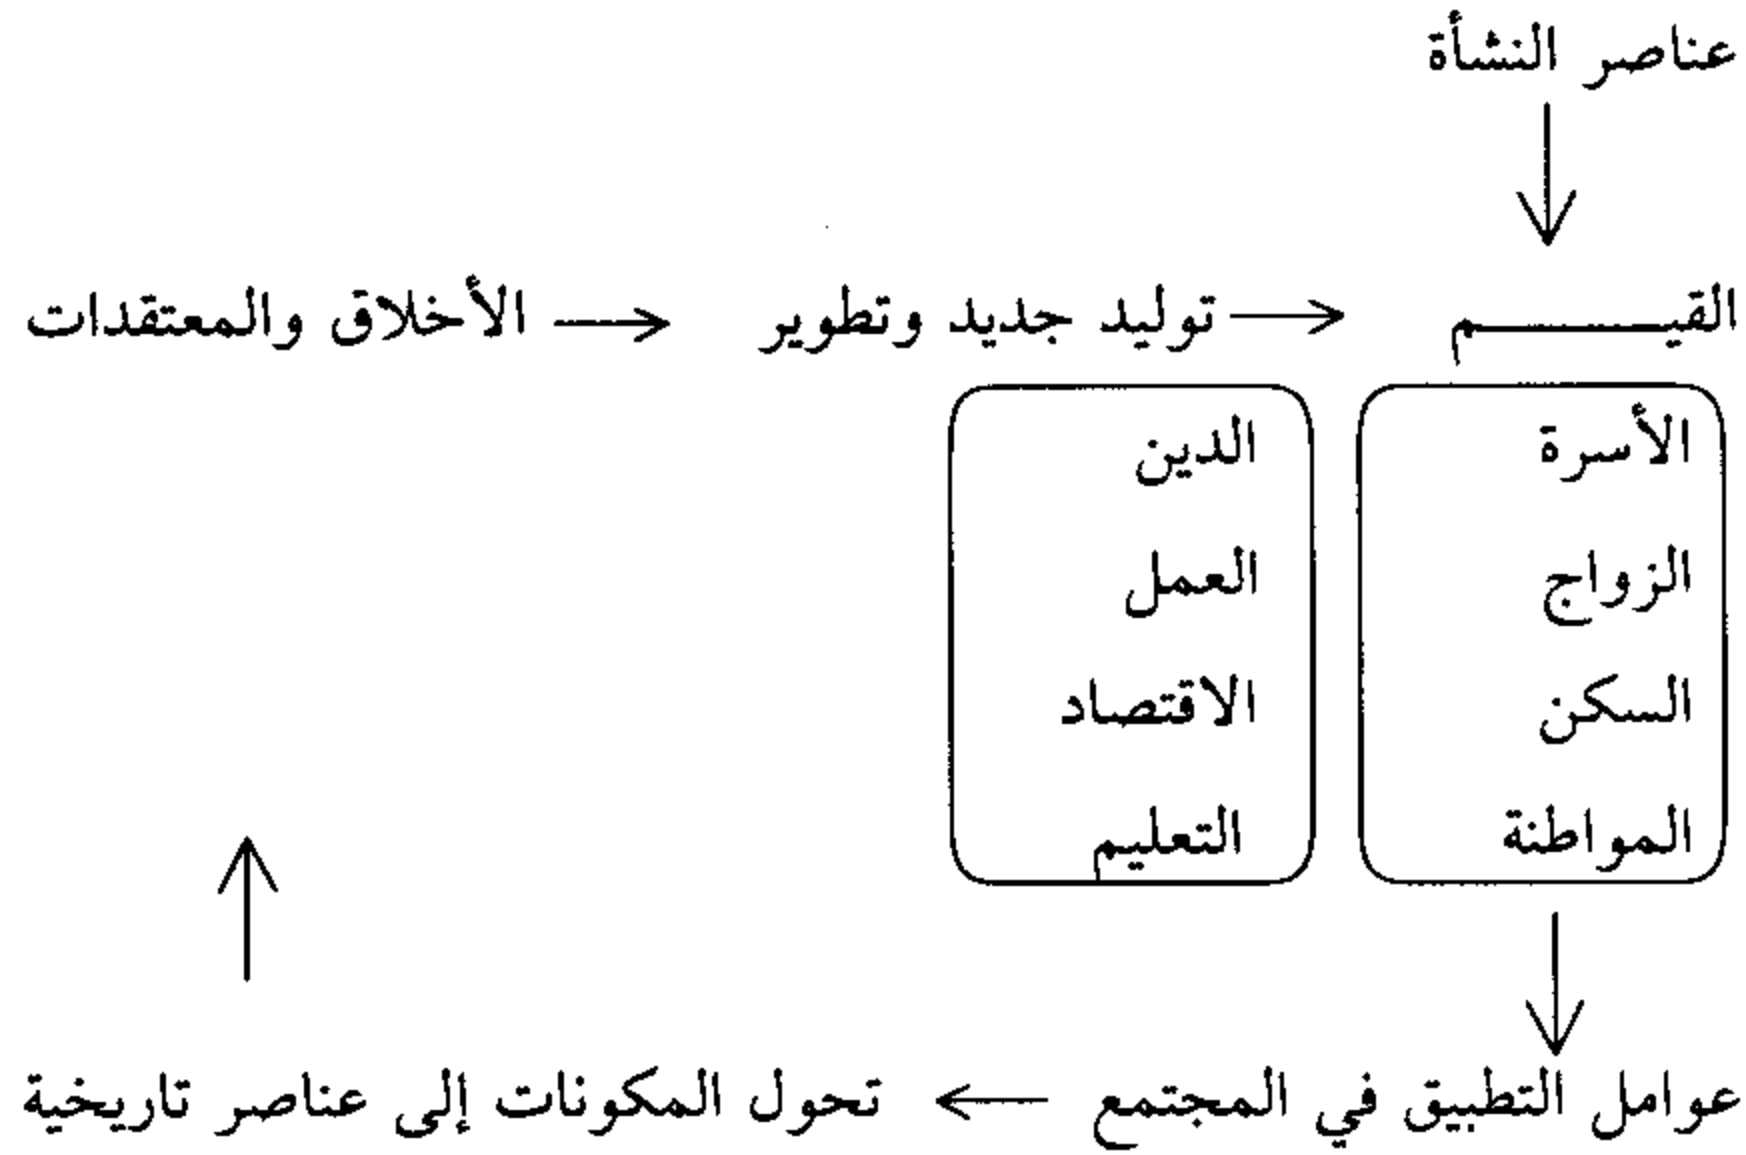 عناصر النشأة
القيـــــــم ← توليد جديد وتطوير ← الأخلاق والمعتقدات
الأسرة
الزواج
السكن
المواطنة
الدين
العمل
الاقتصاد
التعليم
عوامل التطبيق في المجتمع ← تحول المكونات إلى عناصر تاريخية